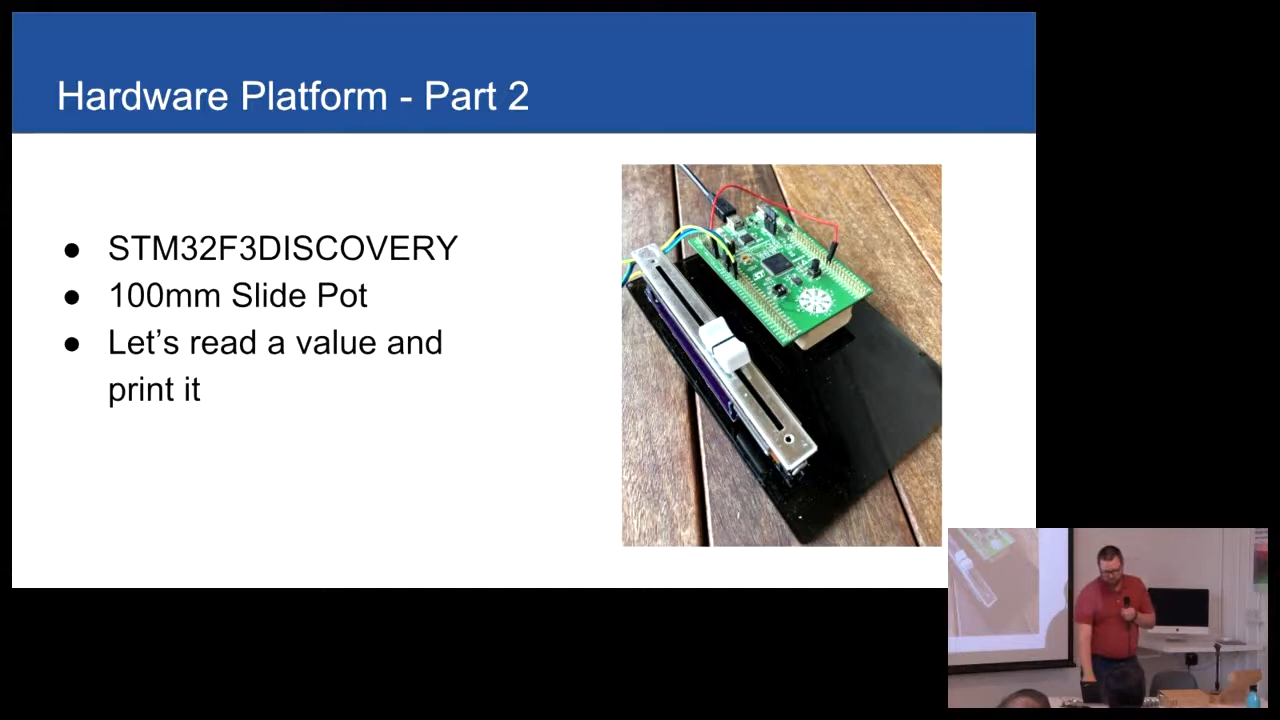 Hardware Platform - Part 2
● STM32F3DISCOVERY
● 100mm Slide Pot
● Let's read a value and
print it